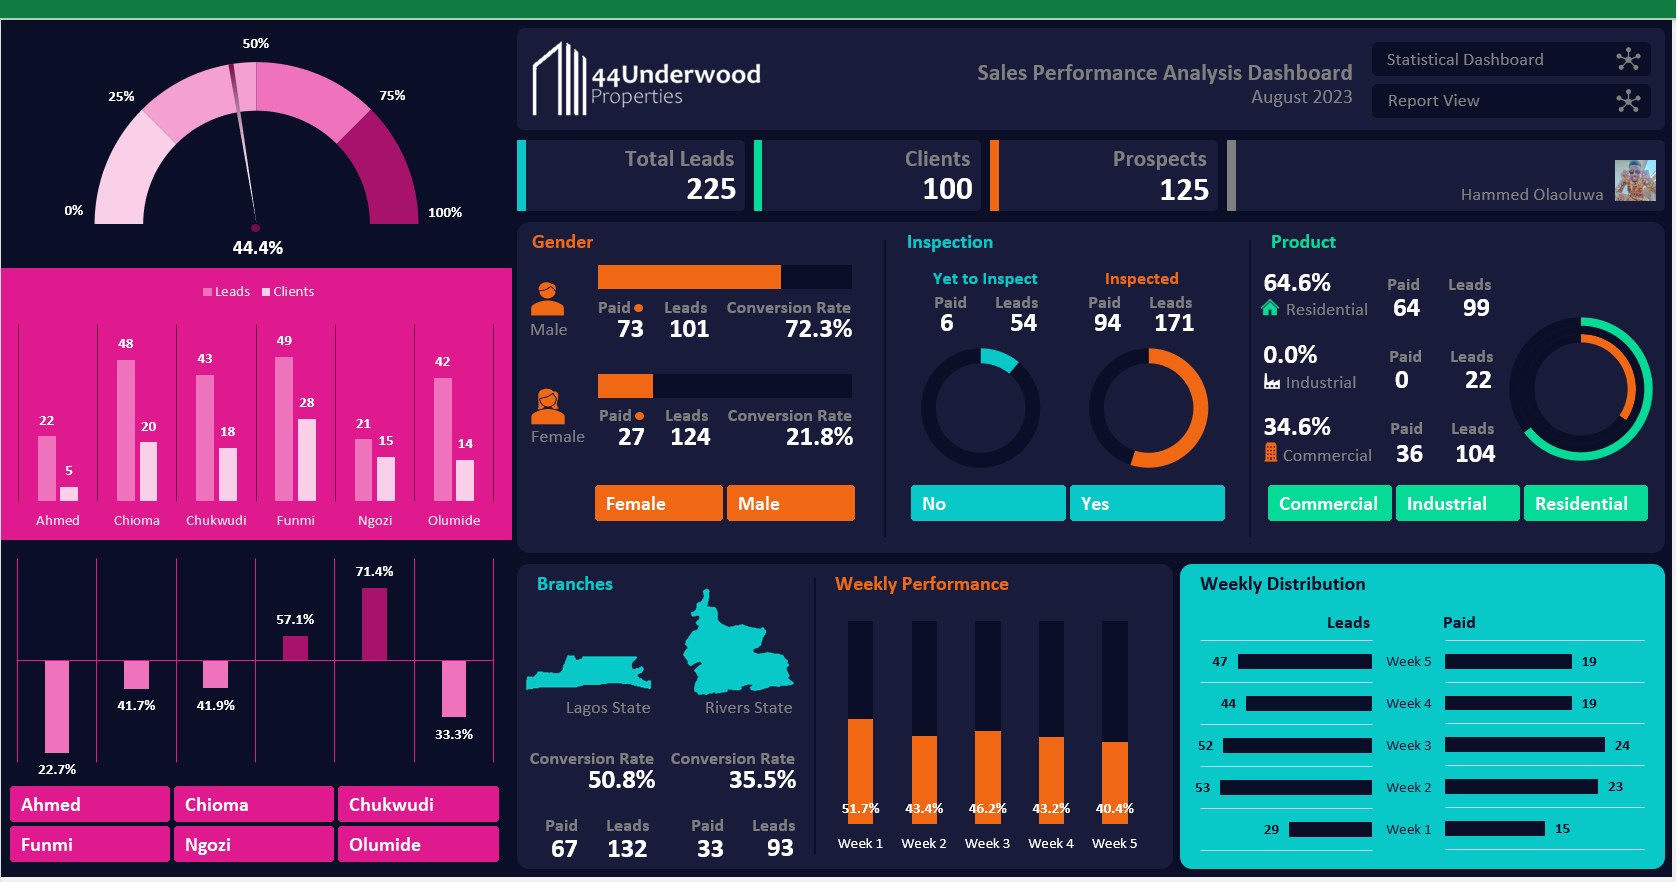 50%
25%
75%
0%
100%
44.4%
Leads Clients
49
48
43
42
28
22
20
21
18
15
14
5
Ahmed Chioma Chukwudi Funmi Ngozi Olumide
71.4%
57.1%
41.7% 41.9%
33.3%
22.7%
Ahmed Chioma Chukwudi
Funmi Ngozi Olumide
44Underwood
Properties
Sales Performance Analysis Dashboard
August 2023
Statistical Dashboard
Report View
Total Leads
225
Clients
100
Prospects
125
Hammed Olaoluwa
Gender
Male
Paid Leads Conversion Rate
73 101 72.3%
Female
Paid Leads Conversion Rate
27 124 21.8%
Female Male
Inspection
Yet to Inspect
Paid Leads
6 54
Inspected
Paid Leads
94 171
No Yes
Product
64.6%
Residential
Paid Leads
64 99
0.0%
Industrial
Paid Leads
0 22
34.6%
Commercial
Paid Leads
36 104
Commercial Industrial Residential
Branches
Lagos State Rivers State
Conversion Rate Conversion Rate
50.8% 35.5%
Paid Leads Paid Leads
67 132 33 93
Weekly Performance
51.7% 43.4% 46.2% 43.2% 40.4%
Week 1 Week 2 Week 3 Week 4 Week 5
Weekly Distribution
Leads Paid
47 Week 5 19
44 Week 4 19
52 Week 3 24
53 Week 2 23
29 Week 1 15